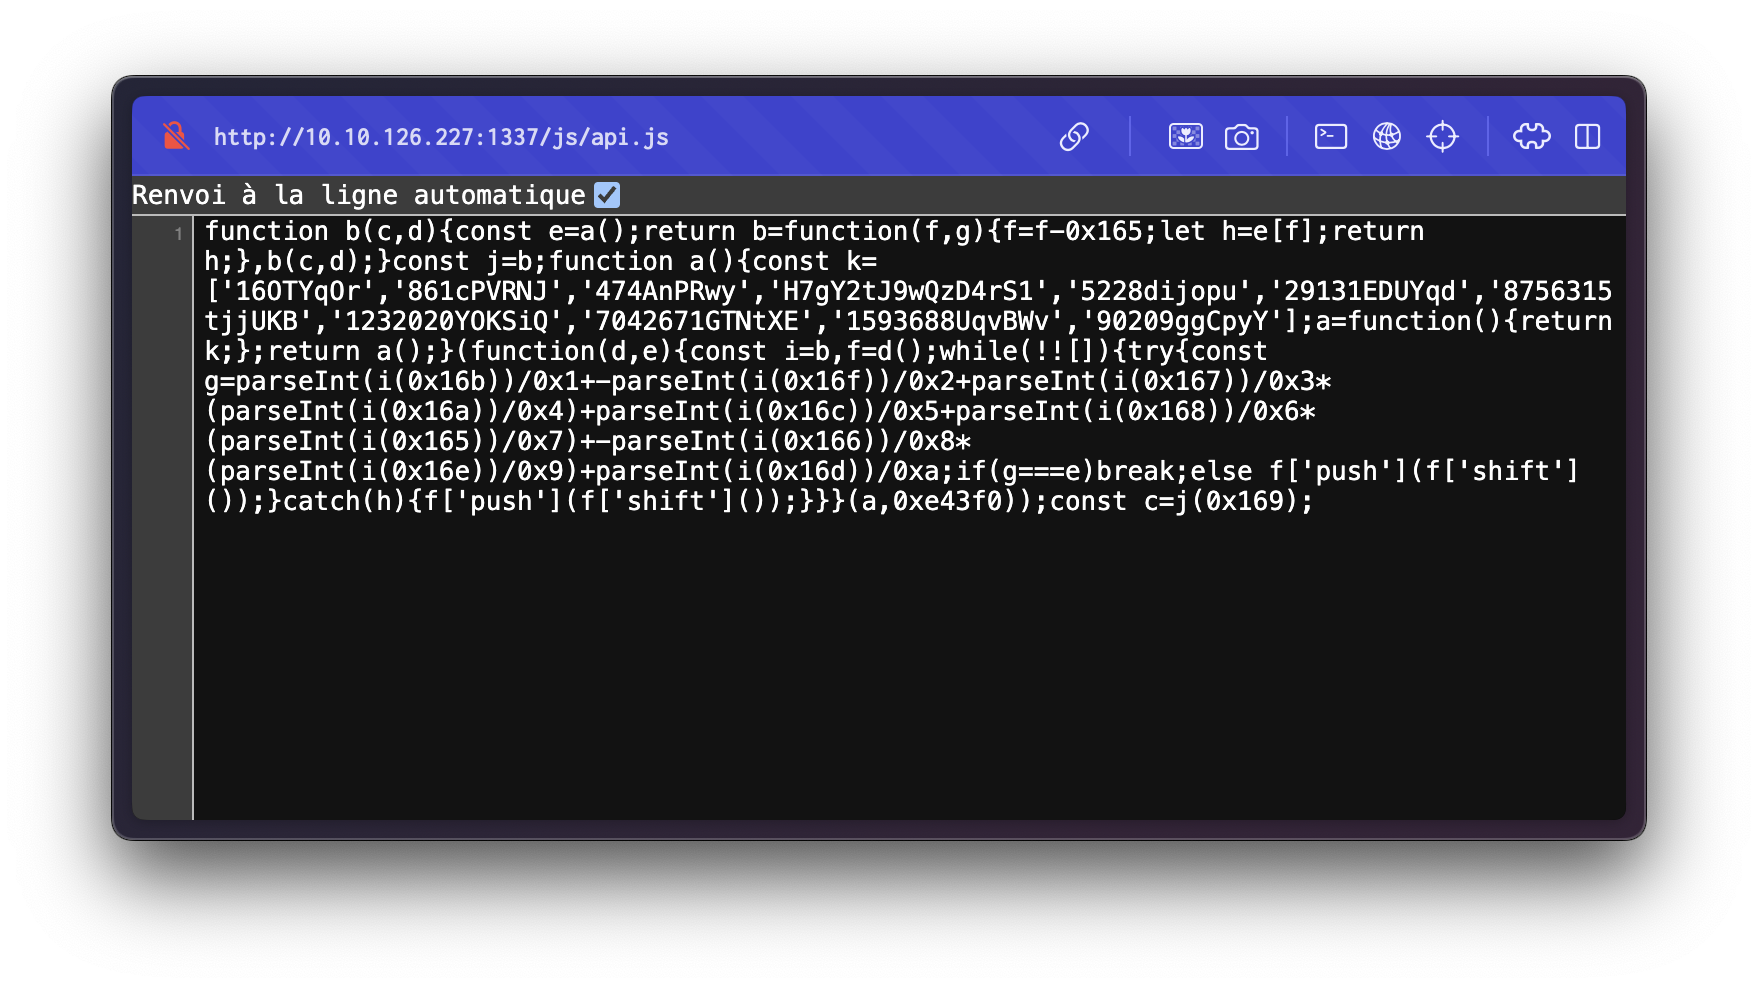 http://10.10.126.227:1337/js/api.js
Renvoi à la ligne automatique
1
function b(c,d){const e=a();return b=function(f,g){f=f-0x165;let h=e[f];return
h;},b(c,d);}const j=b;function a(){const k=
['16OTYqOr','861cPVRNJ','474AnPRwy','H7gY2tJ9wQzD4rS1','5228dijopu','29131EDUYqd','8756315
tjjUKB','1232020YOKSiQ','7042671GTNtXE','1593688UqvBWv','90209ggCpyY'];a=function(){return
k;};return a();}(function(d,e){const i=b,f=d();while(!![]){try{const
g=parseInt(i(0x16b))/0x1+-parseInt(i(0x16f))/0x2+parseInt(i(0x167))/0x3*
(parseInt(i(0x16a))/0x4)+parseInt(i(0x16c))/0x5+parseInt(i(0x168))/0x6*
(parseInt(i(0x165))/0x7)+-parseInt(i(0x166))/0x8*
(parseInt(i(0x16e))/0x9)+parseInt(i(0x16d))/0xa;if(g===e)break;else f['push'](f['shift']
());}catch(h){f['push'](f['shift']());}}}(a,0xe43f0));const c=j(0x169);